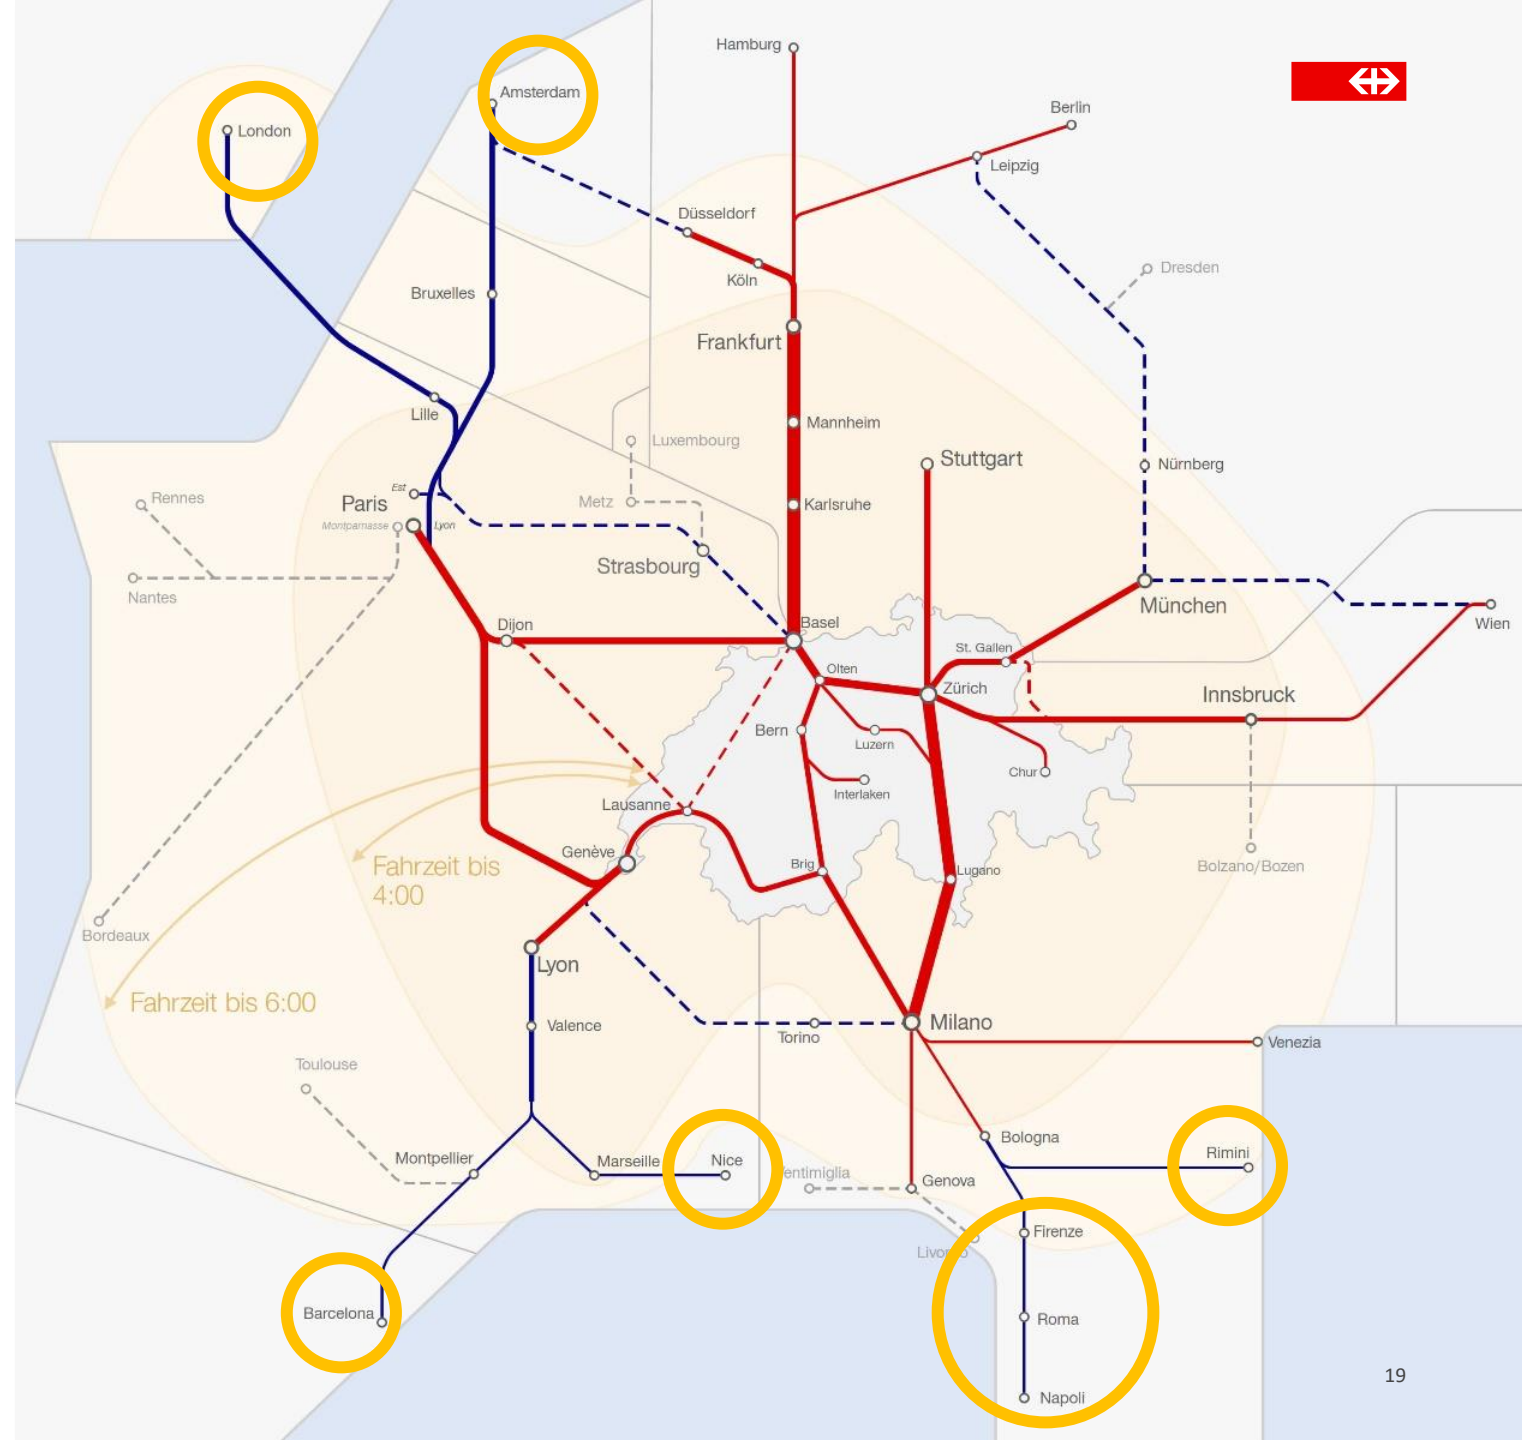 Hamburg
Amsterdam
Berlin
London
Leipzig
Düsseldorf
Dresden
Köln
Bruxelles
Frankfurt
Lille
Mannheim
Luxembourg
Stuttgart
Nürnberg
Est
Rennes
Paris
Metz
Karlsruhe
Montparnasse
Lyon
Strasbourg
Nantes
München
Dijon
Basel
Wien
St. Gallen
Olten
Zürich
Innsbruck
Bern
Luzern
Chur
Interlaken
Lausanne
Genève
Brig
Lugano
Fahrzeit bis
4:00
Bolzano/Bozen
Bordeaux
Lyon
Fahrzeit bis 6:00
Valence
Torino
Milano
Venezia
Toulouse
Bologna
Montpellier
Marseille
Nice
entimiglia
Genova
Rimini
Firenze
Livorno
Barcelona
Roma
19
Napoli